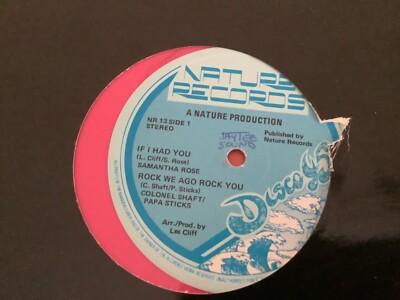 NATURE
RECORDS
A NATURE PRODUCTION
NR 13 SIDE 1
STEREO
JAYTEE
SOUND
Published by
Nature Records
IF i HAD YOU
(L. Cliff/S. Rose)
SAMANTHA ROSE
ROCK WE AGO ROCK YOU
(C. Shaft/P. Sticks)
COLONEL SHAFT/
PAPA STICKS
Arr./Prod. by
Les Cliff
Disco 45